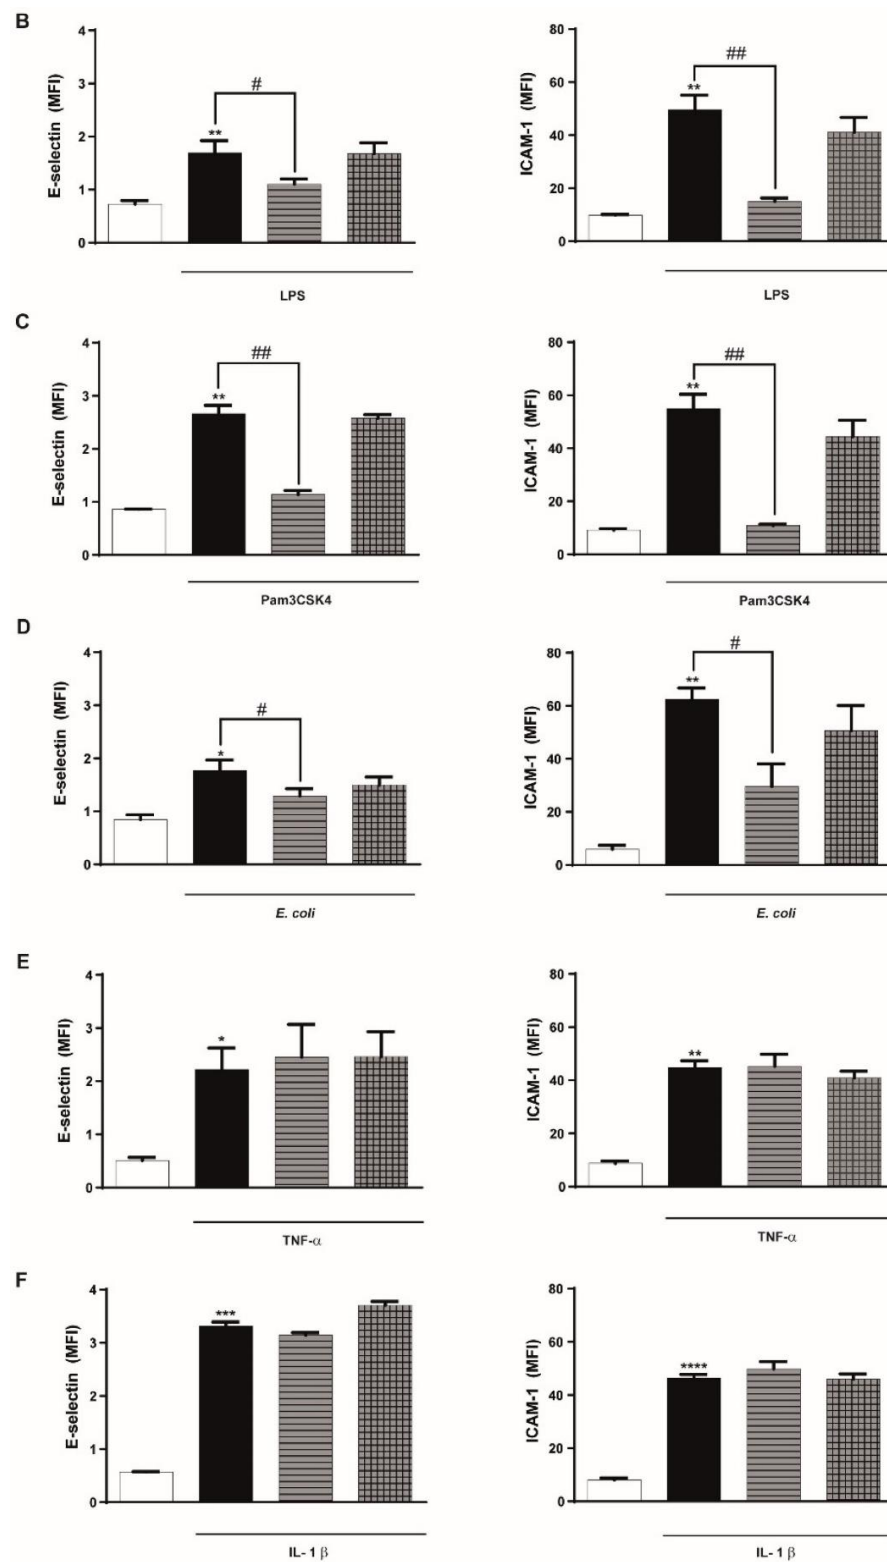 B
E-selectin (MFI)
4
3
2
1
0
**
#
LPS
ICAM-1 (MFI)
80
60
40
20
0
**
##
LPS
C
E-selectin (MFI)
4
3
2
1
0
**
##
Pam3CSK4
ICAM-1 (MFI)
80
60
40
20
0
**
##
Pam3CSK4
D
E-selectin (MFI)
4
3
2
1
0
*
#
E. coli
ICAM-1 (MFI)
80
60
40
20
0
**
#
E. coli
E
E-selectin (MFI)
4
3
2
1
0
*
TNF-α
ICAM-1 (MFI)
80
60
40
20
0
**
TNF-α
F
E-selectin (MFI)
4
3
2
1
0
***
IL- 1 β
ICAM-1 (MFI)
80
60
40
20
0
****
IL- 1 β